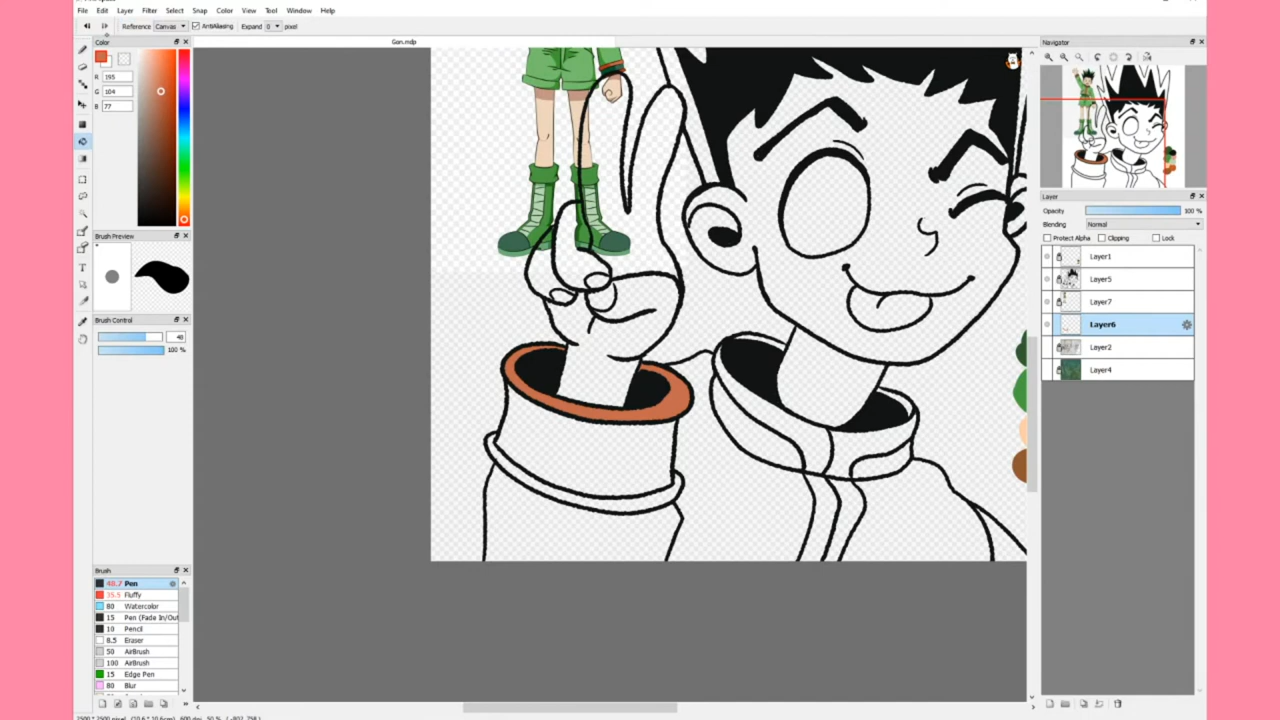 File Edit Layer Filter Select Snap Color View Tool Window Help
Reference Canvas AntiAliasing Expand 0 pixel
Color
Gon.mdp
Navigator
R 195
G 104
B 77
Layer
Opacity 100 %
Blending Normal
Protect Alpha Clipping Lock
Brush Preview
Layer1
Layer5
Layer7
Layer6
Layer2
Layer4
Brush Control
48
100 %
Brush
48.7 Pen
35.5 Fluffy
80 Watercolor
15 Pen (Fade In/Out
10 Pencil
8.5 Eraser
50 AirBrush
100 AirBrush
15 Edge Pen
80 Blur